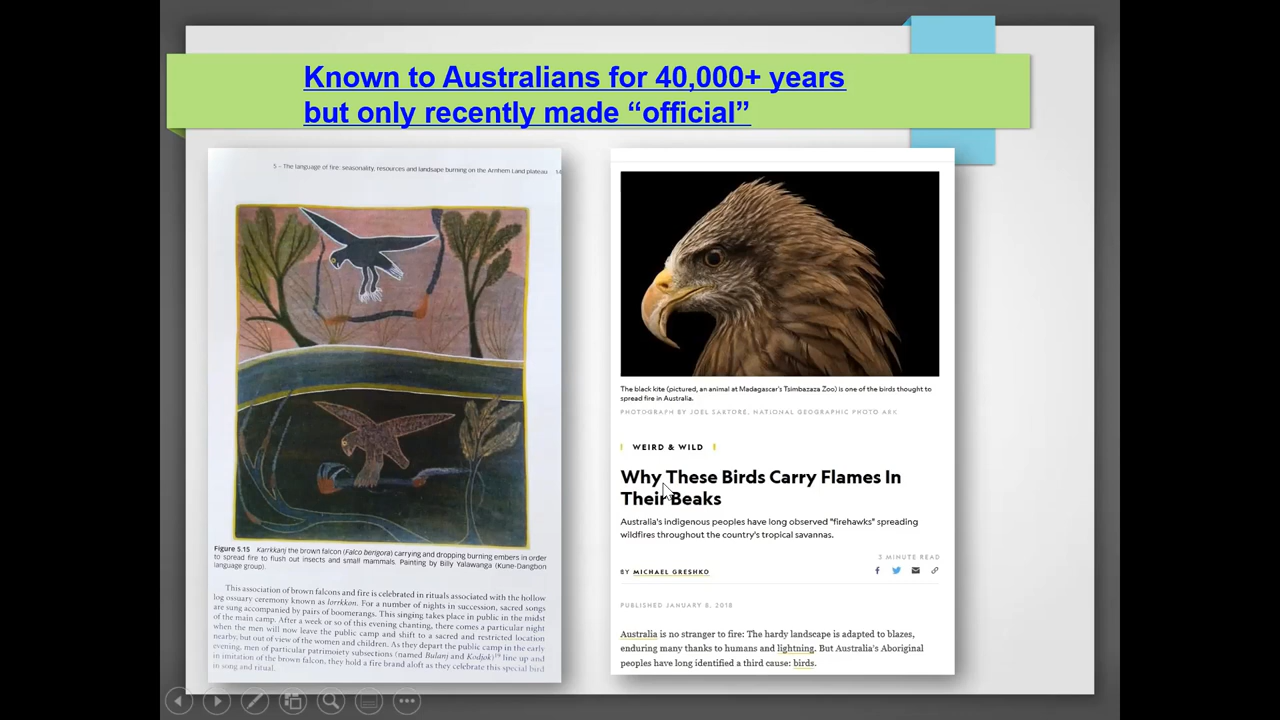 Known to Australians for 40,000+ years
but only recently made “official”
5 – The language of fire: seasonality, resources and landscape burning on the Arnhem Land plateau
Figure 5.15 Karrkkanj the brown falcon (Falco berigora) carrying and dropping burning embers in order
to spread fire to flush out insects and small mammals. Painting by Billy Yalawanga (Kune-Dangbon
language group).
This association of brown falcons and fire is celebrated in rituals associated with the hollow
log ossuary ceremony known as lorrkkon. For a number of nights in succession, sacred songs
are sung accompanied by pairs of boomerangs. This singing takes place in public in the midst
of the main camp. After a week or so of this evening chanting, there comes a particular night
when the men will now leave the public camp and shift to a sacred and restricted location
nearby, but out of view of the women and children. As they depart the public camp in the early
evening, men of particular patrimoiety subsections (named Bulanj and Kodjok) line up and
in imitation of the brown falcon, they hold a fire brand aloft as they celebrate this special bird
in song and ritual.
The black kite (pictured, an animal at Madagascar's Tsimbazaza Zoo) is one of the birds thought to
spread fire in Australia.
PHOTOGRAPH BY JOEL SARTORE, NATIONAL GEOGRAPHIC PHOTO ARK
WEIRD & WILD
Why These Birds Carry Flames In
Their Beaks
Australia's indigenous peoples have long observed "firehawks" spreading
wildfires throughout the country's tropical savannas.
3 MINUTE READ
BY MICHAEL GRESHKO
PUBLISHED JANUARY 8, 2018
Australia is no stranger to fire: The hardy landscape is adapted to blazes,
enduring many thanks to humans and lightning. But Australia's Aboriginal
peoples have long identified a third cause: birds.